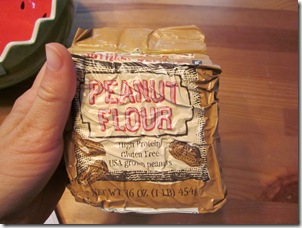 PEANUT
FLOUR
High Protein
Gluten Free
USA grown peanuts
NET WT. 16 OZ. (1 LB) 454g